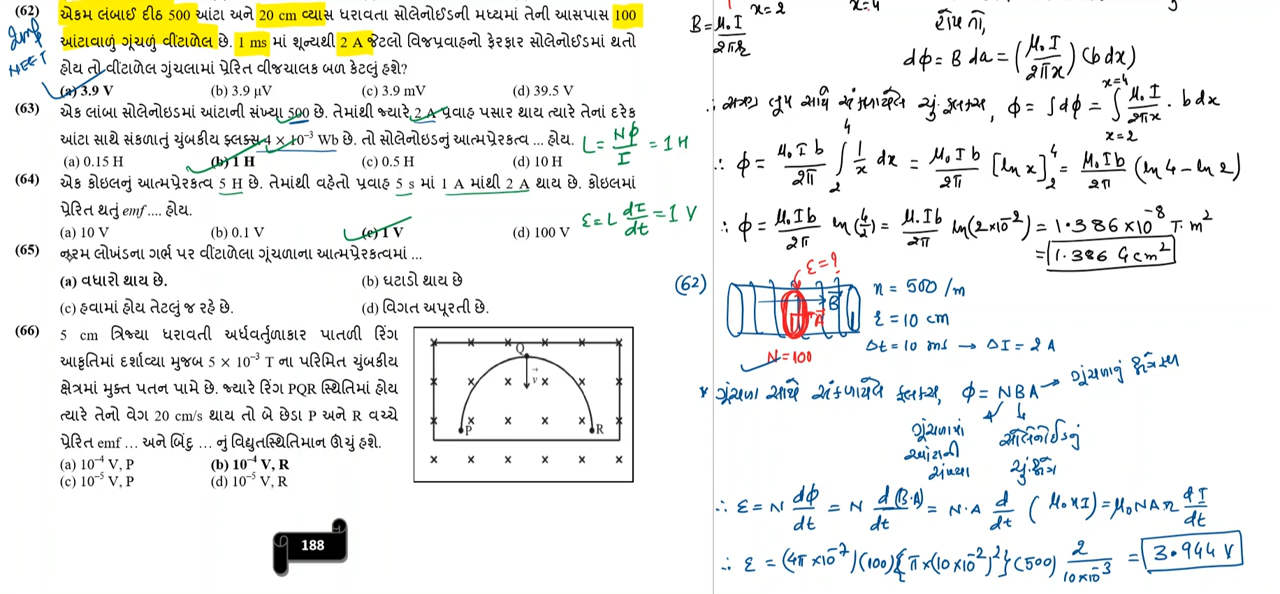 (62) એકમ લંબાઈ દીઠ 500 આંટા અને 20 cm વ્યાસ ધરાવતા સોલેનોઈડની મધ્યમાં તેની આસપાસ 100
આંટાવાળું ગૂંચળું વીંટાળેલ છે. 1 ms માં શૂન્યથી 2 A જેટલો વિજપ્રવાહનો ફેરફાર સોલેનોઈડમાં થતો
હોય તો વીંટાળેલ ગૂંચલામાં પ્રેરિત વીજચાલક બળ કેટલું હશે?
Imp
NEET
(a) 3.9 V (b) 3.9 μV (c) 3.9 mV (d) 39.5 V
(63) એક લાંબા સોલેનોઇડમાં આંટાની સંખ્યા 500 છે. તેમાંથી જ્યારે 2 A પ્રવાહ પસાર થાય ત્યારે તેનાં દરેક
આંટા સાથે સંકળાતું ચુંબકીય ફ્લક્સ 4 × 10⁻³ Wb છે. તો સોલેનોઇડનું આત્મપ્રેરકત્વ ... હોય.
L = Nφ/I = 1 H
(a) 0.15 H (b) 1 H (c) 0.5 H (d) 10 H
(64) એક કોઇલનું આત્મપ્રેરકત્વ 5 H છે. તેમાંથી વહેતો પ્રવાહ 5 s માં 1 A માંથી 2 A થાય છે. કોઇલમાં
પ્રેરિત થતું emf .... હોય.
ε = L dI/dt = 1 V
(a) 10 V (b) 0.1 V (c) 1 V (d) 100 V
(65) નરમ લોખંડના ગર્ભ પર વીંટાળેલા ગૂંચળાના આત્મપ્રેરકત્વમાં ...
(a) વધારો થાય છે. (b) ઘટાડો થાય છે
(c) હવામાં હોય તેટલું જ રહે છે. (d) વિગત અપૂરતી છે.
(66) 5 cm ત્રિજ્યા ધરાવતી અર્ધવર્તુળાકાર પાતળી રિંગ
આકૃતિમાં દર્શાવ્યા મુજબ 5 × 10⁻³ T ના પરિમિત ચુંબકીય
ક્ષેત્રમાં મુક્ત પતન પામે છે. જ્યારે રિંગ PQR સ્થિતિમાં હોય
ત્યારે તેનો વેગ 20 cm/s થાય તો બે છેડા P અને R વચ્ચે
પ્રેરિત emf ... અને બિંદુ ... નું વિદ્યુતસ્થિતિમાન ઊંચું હશે.
(a) 10⁻⁴ V, P (b) 10⁻⁴ V, R
(c) 10⁻⁵ V, P (d) 10⁻⁵ V, R
Q
v
P R
188
x=2 x=4
B = μ₀I/2πx
dφ = B da = (μ₀I/2πx) (b dx)
φ = ∫dφ = ∫ x=2 x=4 μ₀I/2πx . b dx
∴ φ = μ₀Ib/2π ∫₂⁴ 1/x dx = μ₀Ib/2π [ln x]₂⁴ = μ₀Ib/2π (ln 4 − ln 2)
∴ φ = μ₀Ib/2π ln(4/2) = μ₀Ib/2π ln(2×10⁻²) = 1.386×10⁻⁸ T.m²
= 1.386 G cm²
(62) ε=? B A N=100
n = 500 /m
r = 10 cm
Δt = 10 ms → ΔI = 2 A
* ગૂંચળા સાથે સંકળાયેલ ફ્લક્સ, φ = NBA → ગૂંચળાનું ક્ષેત્રફળ
ગૂંચળામાં સોલેનોઈડનું
આંટાની ચું.ક્ષેત્ર
સંખ્યા
∴ ε = N dφ/dt = N d(B·A)/dt = N·A d/dt (μ₀nI) = μ₀NAn dI/dt
∴ ε = (4π×10⁻⁷)(100){π×(10×10⁻²)²}(500) 2/10×10⁻³ = 3.944 V